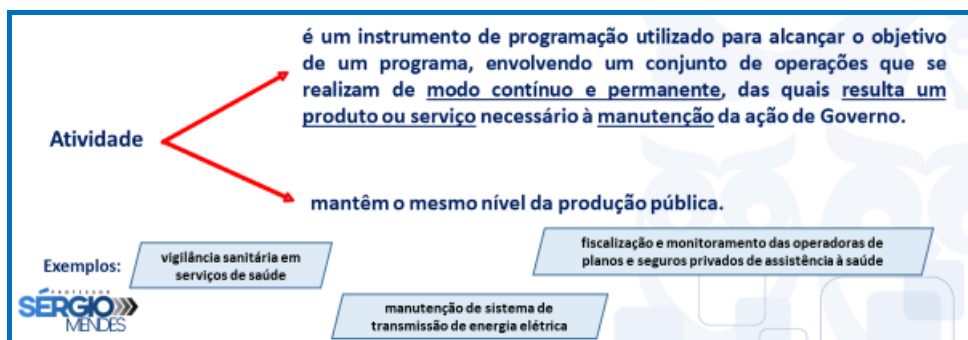 é um instrumento de programação utilizado para alcançar o objetivo
de um programa, envolvendo um conjunto de operações que se
realizam de modo contínuo e permanente, das quais resulta um
produto ou serviço necessário à manutenção da ação de Governo.
Atividade
mantêm o mesmo nível da produção pública.
Exemplos:
vigilância sanitária em
serviços de saúde
fiscalização e monitoramento das operadoras de
planos e seguros privados de assistência à saúde
manutenção de sistema de
transmissão de energia elétrica
PROFESSOR
SÉRGIO
MENDES